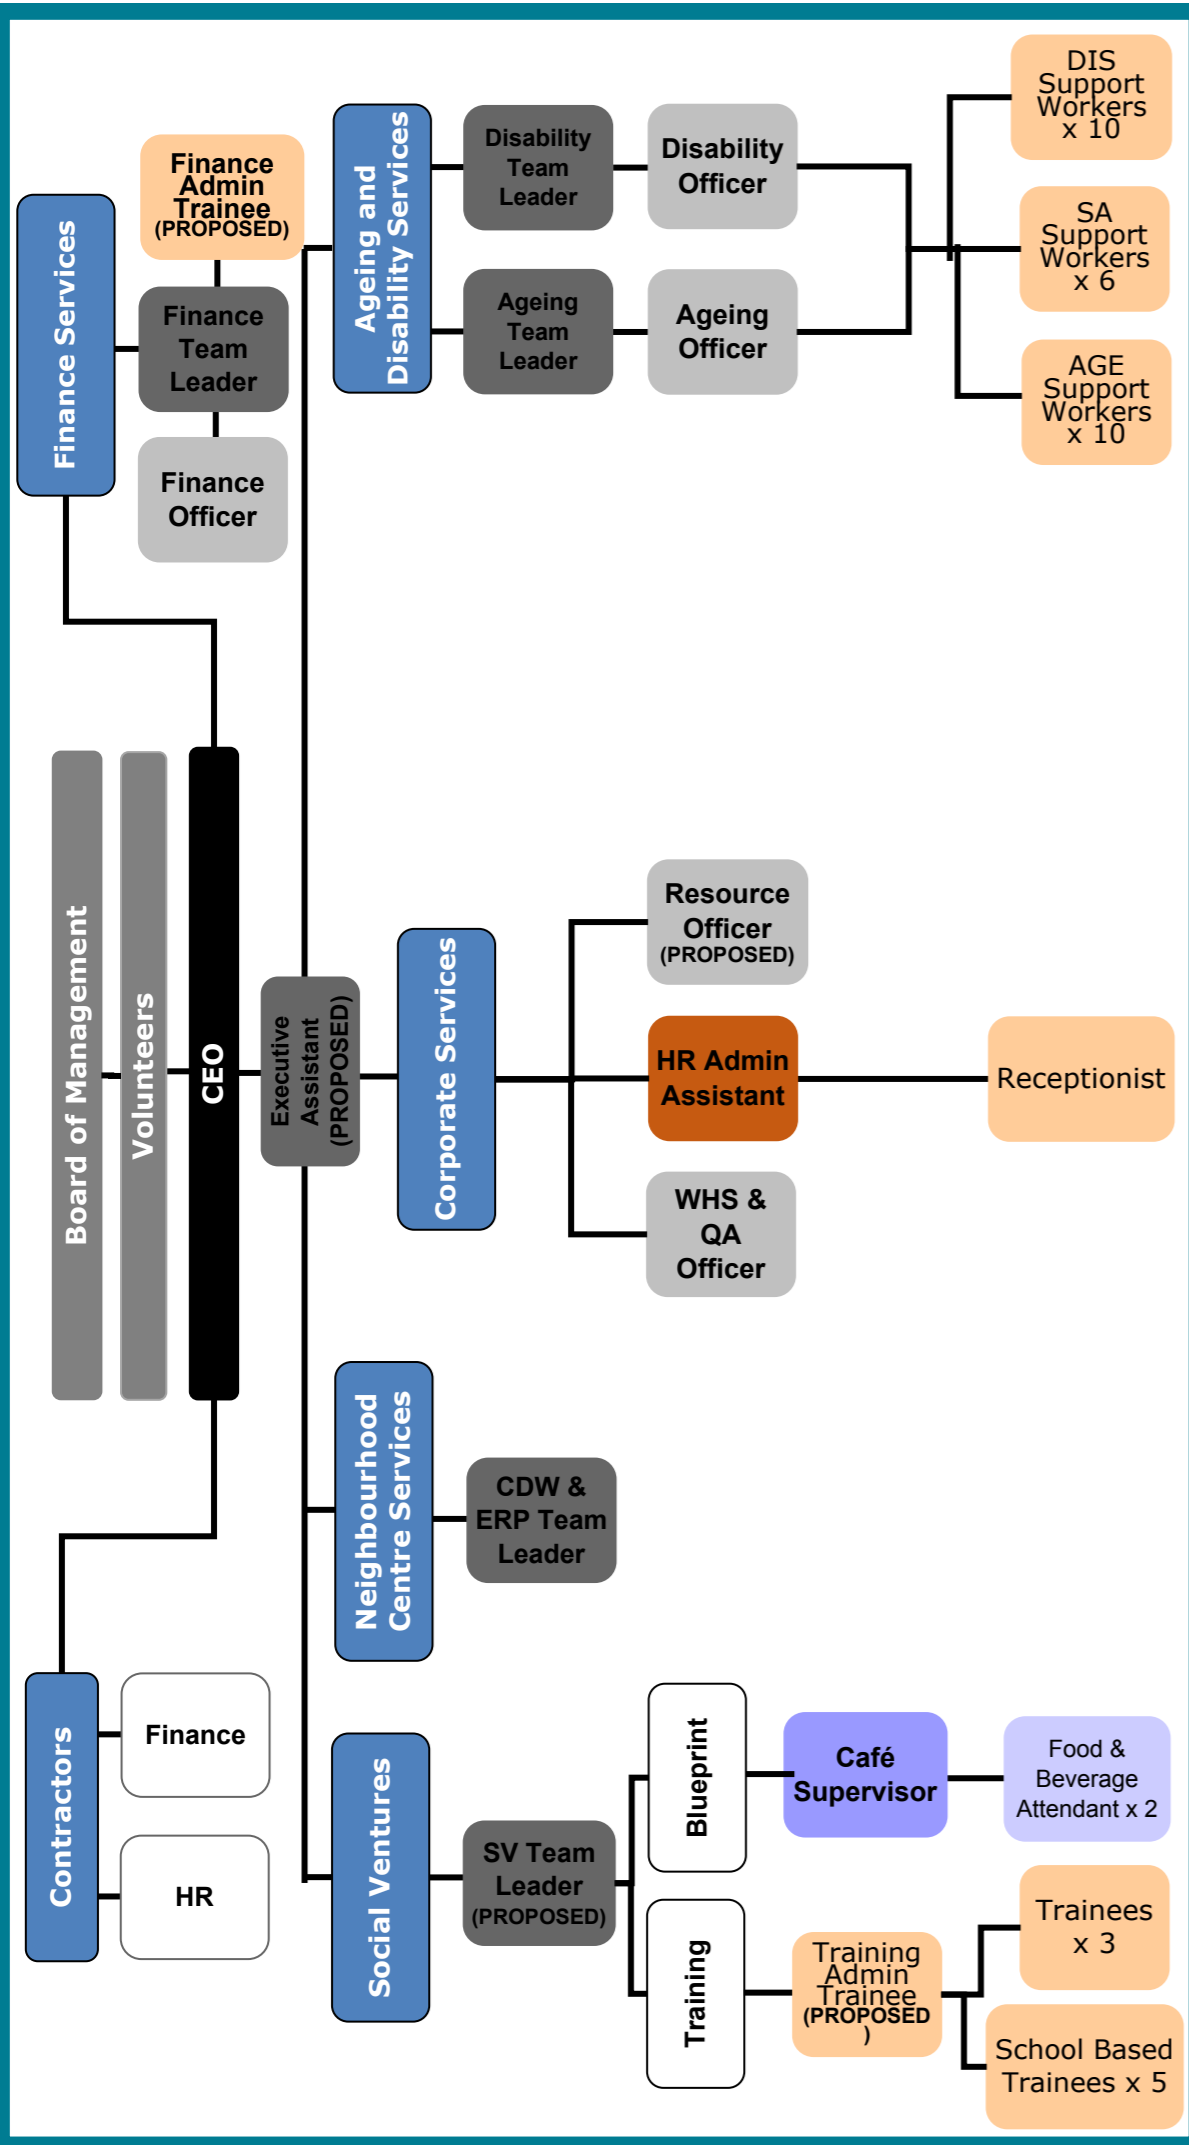 Finance Services
Finance
Admin
Trainee
(PROPOSED)
Finance
Team
Leader
Finance
Officer
Ageing and
Disability Services
Disability
Team
Leader
Disability
Officer
Ageing
Team
Leader
Ageing
Officer
DIS
Support
Workers
x 10
SA
Support
Workers
x 6
AGE
Support
Workers
x 10
Board of Management
Volunteers
CEO
Executive
Assistant
(PROPOSED)
Corporate Services
Resource
Officer
(PROPOSED)
HR Admin
Assistant
Receptionist
WHS &
QA
Officer
Neighbourhood
Centre Services
CDW &
ERP Team
Leader
Contractors
Finance
HR
Social Ventures
SV Team
Leader
(PROPOSED)
Blueprint
Café
Supervisor
Food &
Beverage
Attendant x 2
Training
Training
Admin
Trainee
(PROPOSED
)
Trainees
x 3
School Based
Trainees x 5